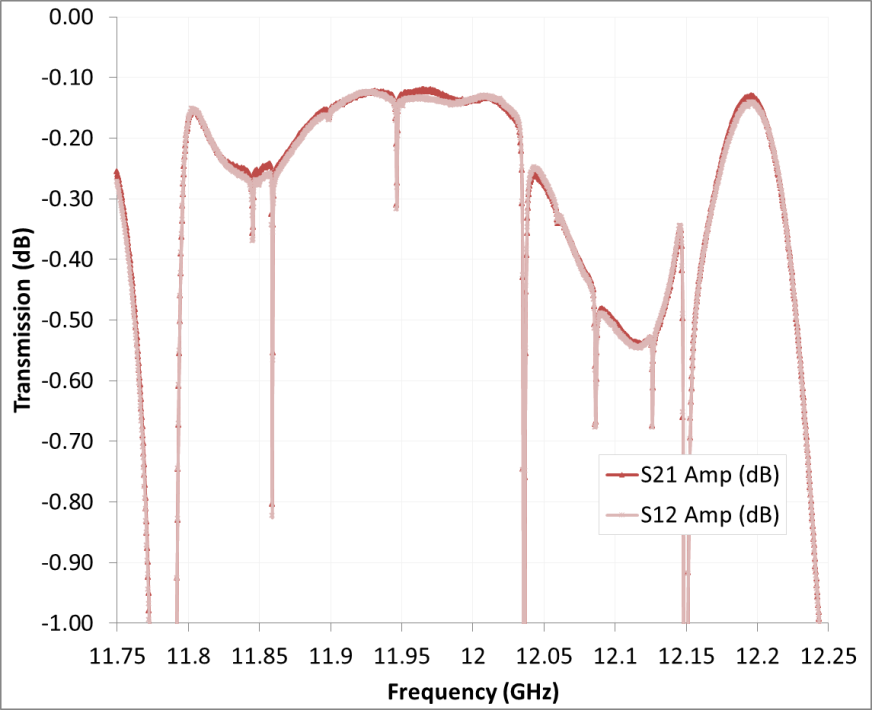 0.00
-0.10
-0.20
-0.30
-0.40
-0.50
-0.60
-0.70
-0.80
-0.90
-1.00
Transmission (dB)
S21 Amp (dB)
S12 Amp (dB)
11.75 11.8 11.85 11.9 11.95 12 12.05 12.1 12.15 12.2 12.25
Frequency (GHz)